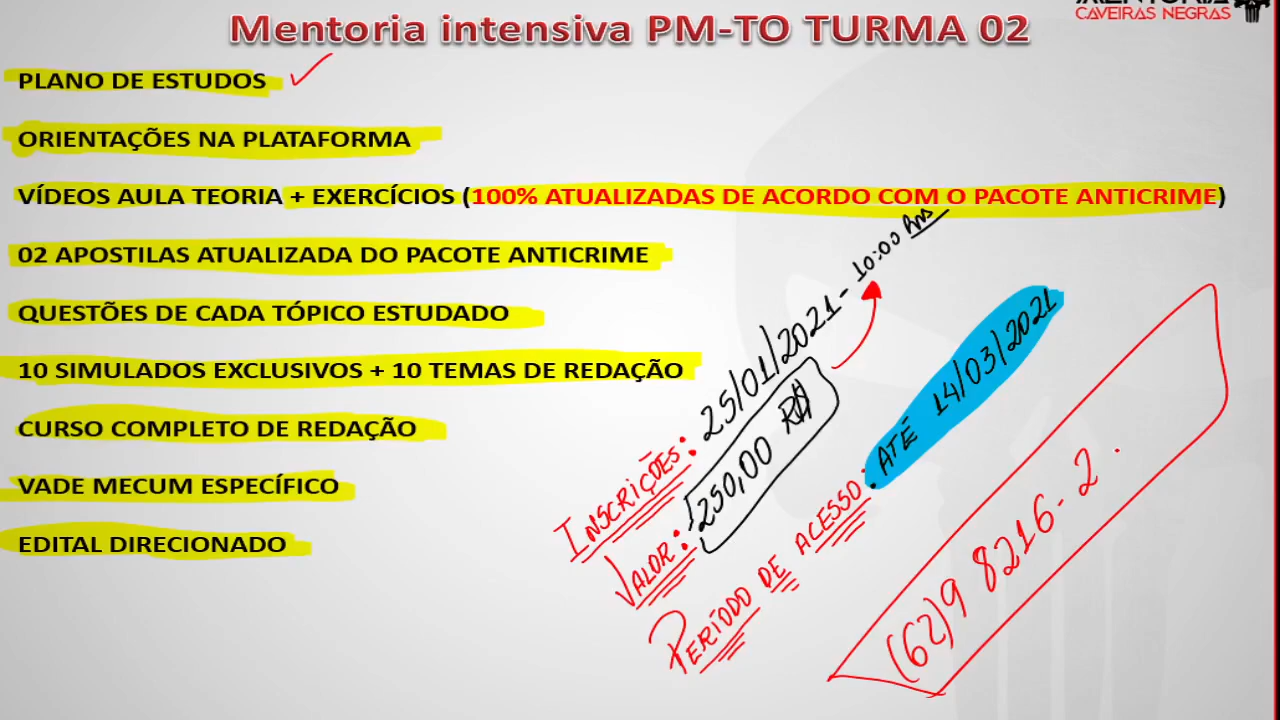 MENTORIA
CAVEIRAS NEGRAS
Mentoria intensiva PM-TO TURMA 02
PLANO DE ESTUDOS
ORIENTAÇÕES NA PLATAFORMA
VÍDEOS AULA TEORIA + EXERCÍCIOS (100% ATUALIZADAS DE ACORDO COM O PACOTE ANTICRIME)
02 APOSTILAS ATUALIZADA DO PACOTE ANTICRIME
QUESTÕES DE CADA TÓPICO ESTUDADO
10 SIMULADOS EXCLUSIVOS + 10 TEMAS DE REDAÇÃO
CURSO COMPLETO DE REDAÇÃO
VADE MECUM ESPECÍFICO
EDITAL DIRECIONADO
INSCRIÇÕES: 25/01/2021 - 10:00
VALOR: 250,00 R$
PERÍODO DE ACESSO: ATÉ 14/03/2021
(62)9 8216-2